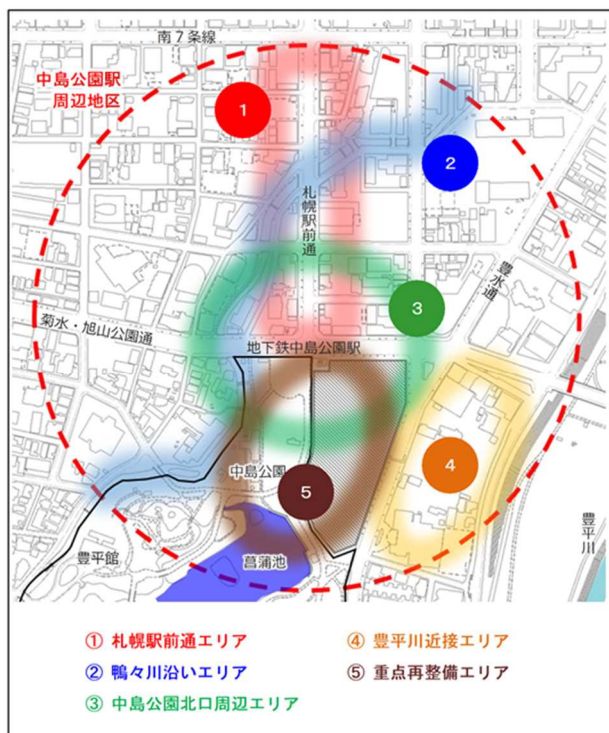 南7条線
中島公園駅
周辺地区
1
2
札幌駅前通
3
豊水通
菊水・旭山公園通
地下鉄中島公園駅
4
中島公園
5
豊平館
菖蒲池
豊平川
① 札幌駅前通エリア
② 鴨々川沿いエリア
③ 中島公園北口周辺エリア
④ 豊平川近接エリア
⑤ 重点再整備エリア